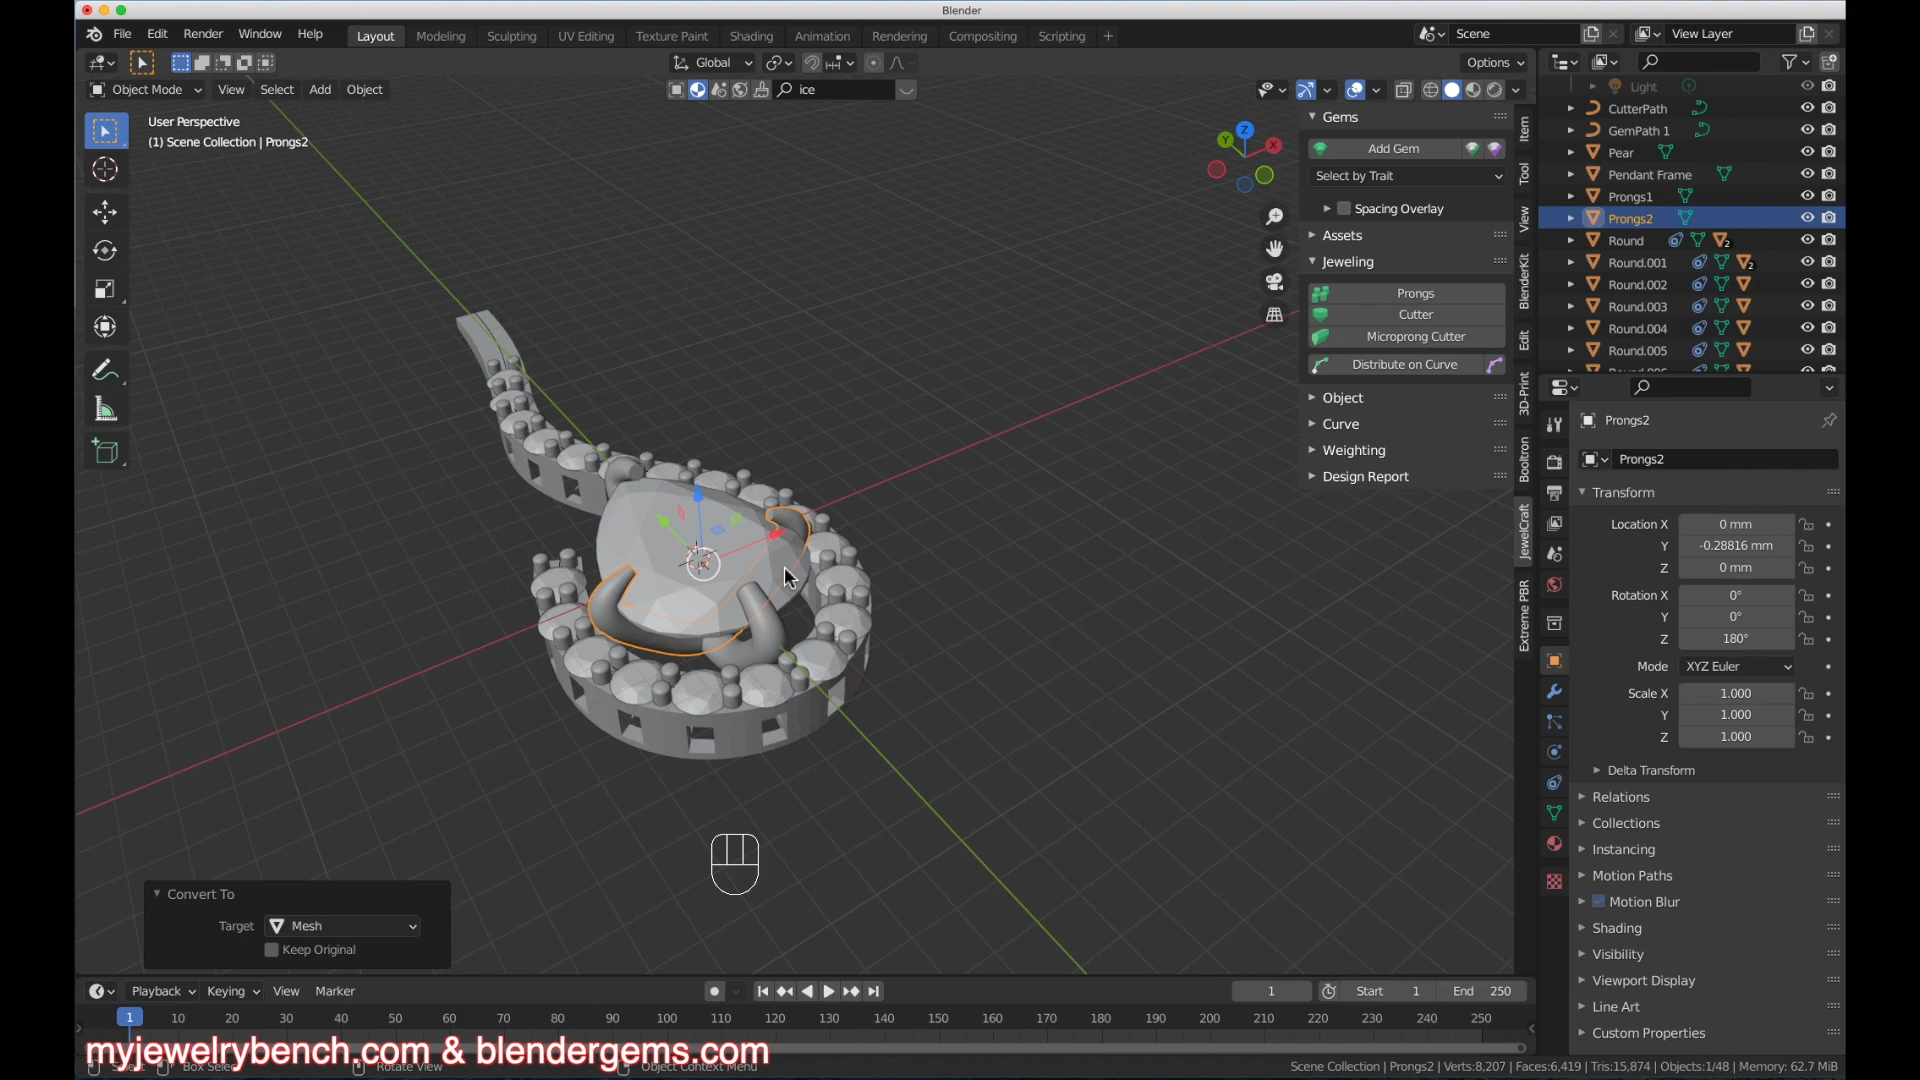 Blender
File Edit Render Window Help Layout Modeling Sculpting UV Editing Texture Paint Shading Animation Rendering Compositing Scripting + Scene View Layer
Global Options
Object Mode View Select Add Object ice
User Perspective
(1) Scene Collection | Prongs2
Z
Y
X
Gems
Add Gem
Select by Trait
Spacing Overlay
Assets
Jeweling
Prongs
Cutter
Microprong Cutter
Distribute on Curve
Object
Curve
Weighting
Design Report
Item
Tool
View
BlenderKit
Edit
3D-Print
Booltron
JewelCraft
Extreme PBR
Light
CutterPath
GemPath 1
Pear
Pendant Frame
Prongs1
Prongs2
Round 2
Round.001 2
Round.002
Round.003
Round.004
Round.005
Prongs2
Prongs2
Transform
Location X 0 mm
Y -0.28816 mm
Z 0 mm
Rotation X 0°
Y 0°
Z 180°
Mode XYZ Euler
Scale X 1.000
Y 1.000
Z 1.000
Delta Transform
Relations
Collections
Instancing
Motion Paths
Motion Blur
Shading
Visibility
Viewport Display
Line Art
Custom Properties
Convert To
Target Mesh
Keep Original
Playback Keying View Marker 1 Start 1 End 250
1 10 20 30 40 50 60 70 80 90 100 110 120 130 140 150 160 170 180 190 200 210 220 230 240 250
myjewelrybench.com & blendergems.com
Rotate View Object Context Menu Scene Collection | Prongs2 | Verts:8,207 | Faces:6,419 | Tris:15,874 | Objects:1/48 | Memory: 62.7 MiB